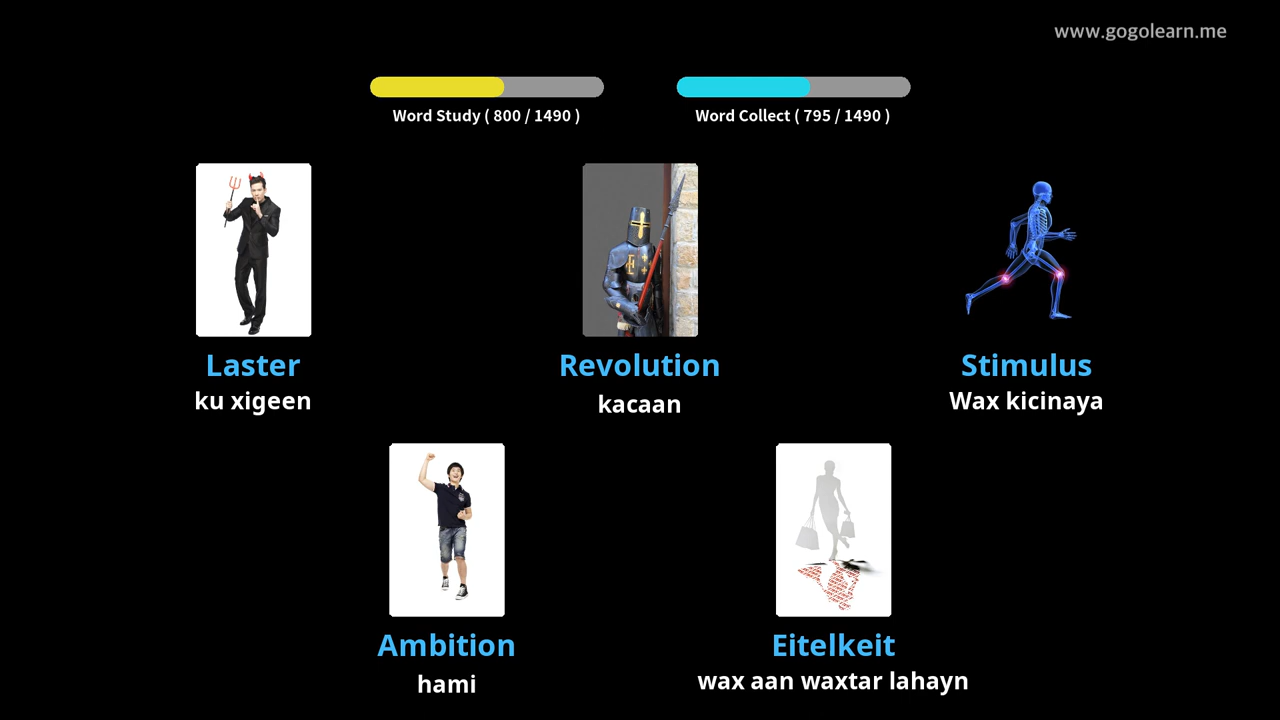 www.gogolearn.me
Word Study ( 800 / 1490 )
Word Collect ( 795 / 1490 )
Laster
ku xigeen
Revolution
kacaan
Stimulus
Wax kicinaya
Ambition
hami
Eitelkeit
wax aan waxtar lahayn